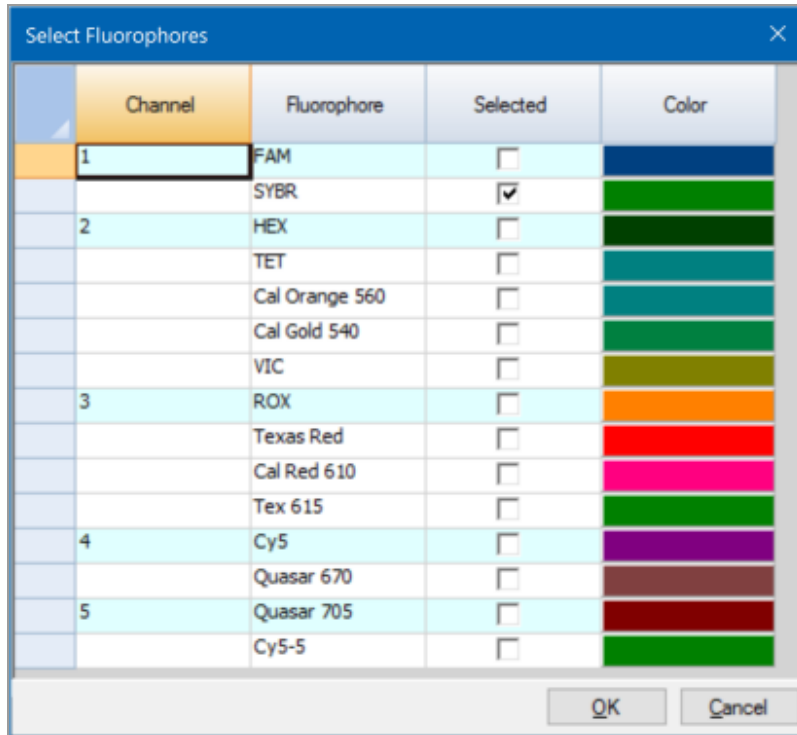 Select Fluorophores
Channel Fluorophore Selected Color
1 FAM
SYBR
2 HEX
TET
Cal Orange 560
Cal Gold 540
VIC
3 ROX
Texas Red
Cal Red 610
Tex 615
4 Cy5
Quasar 670
5 Quasar 705
Cy5-5
OK Cancel